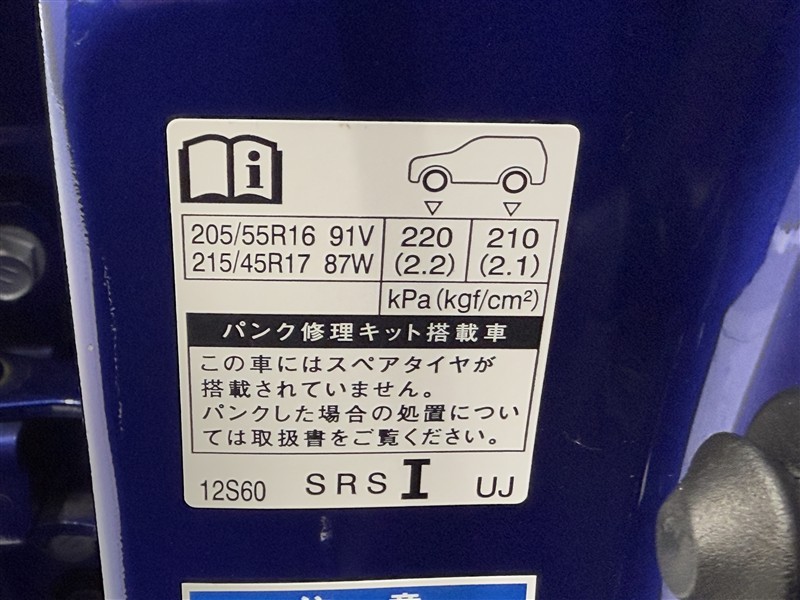 205/55R16 91V 220 210
215/45R17 87W (2.2) (2.1)
kPa(kgf/cm²)
パンク修理キット搭載車
この車にはスペアタイヤが
搭載されていません。
パンクした場合の処置につい
ては取扱書をご覧ください。
12S60 SRS I UJ